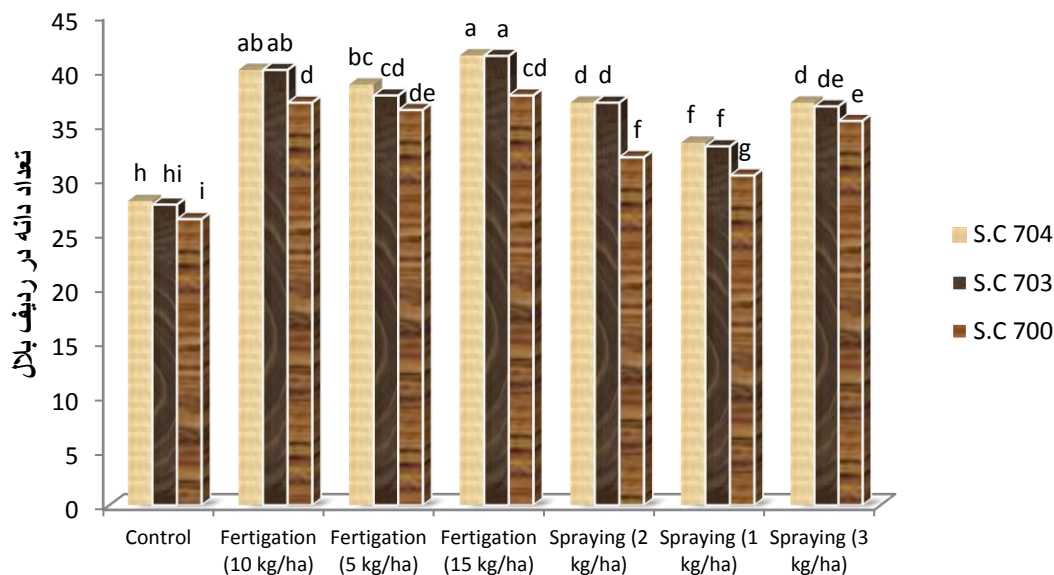 تعداد دانه در ردیف بلال
45
40
35
30
25
20
15
10
5
0
h hi i
ab ab d
bc cd de
a a cd
d d f
f f g
d de e
Control
Fertigation
(10 kg/ha)
Fertigation
(5 kg/ha)
Fertigation
(15 kg/ha)
Spraying (2
kg/ha)
Spraying (1
kg/ha)
Spraying (3
kg/ha)
S.C 704
S.C 703
S.C 700